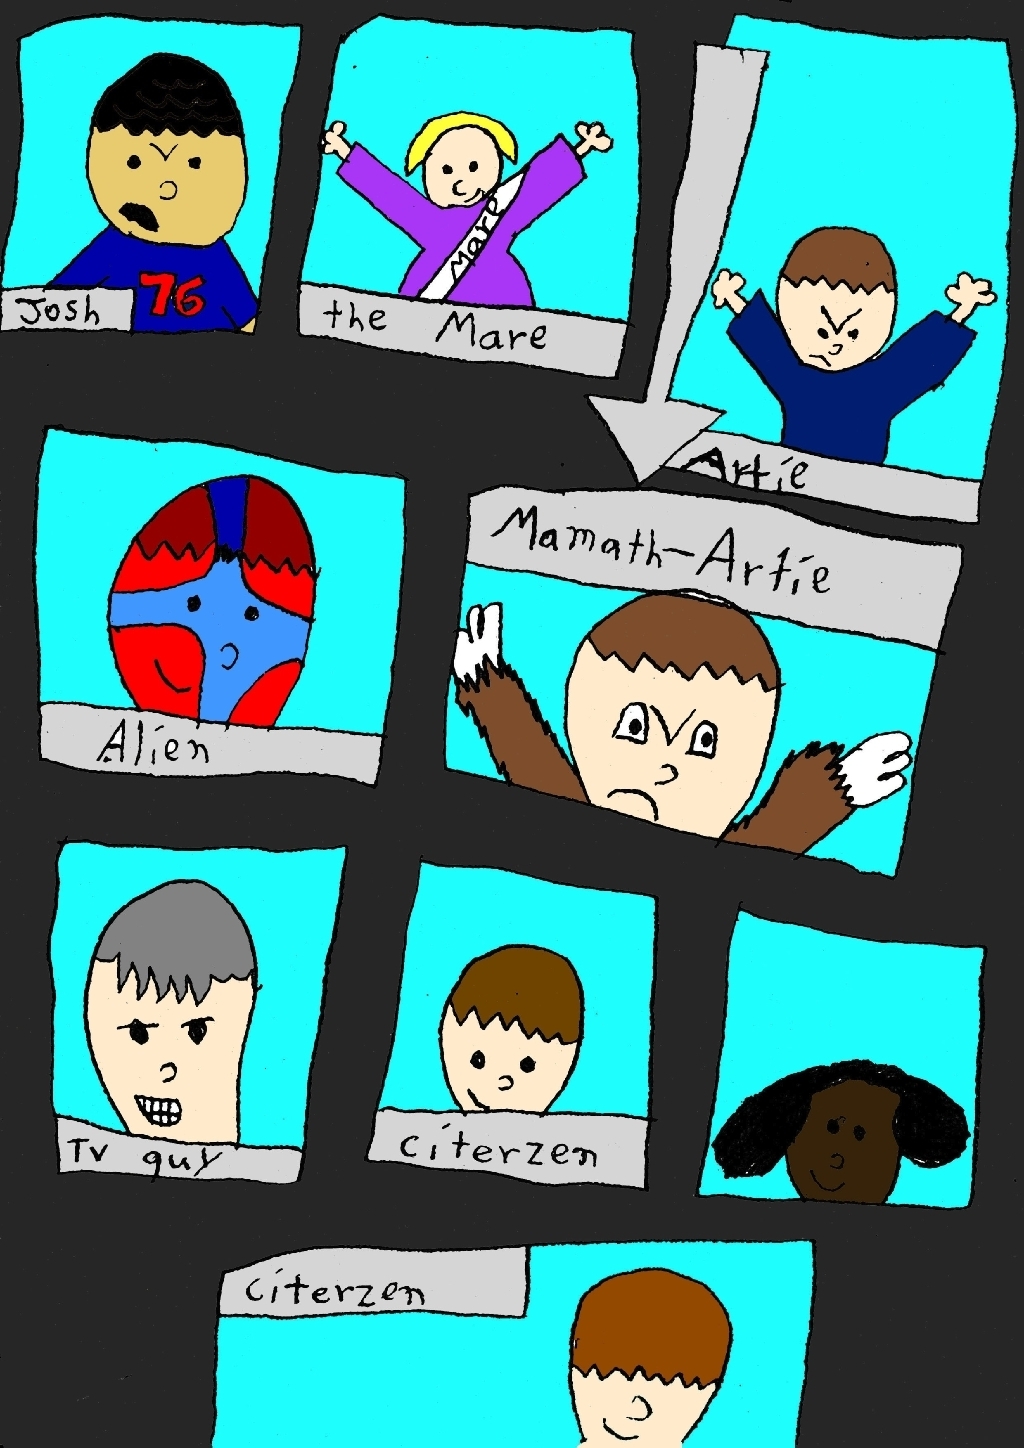 76
Josh
Mare
the Mare
Artie
Alien
Mamath-Artie
Tv guy
citerzen
citerzen